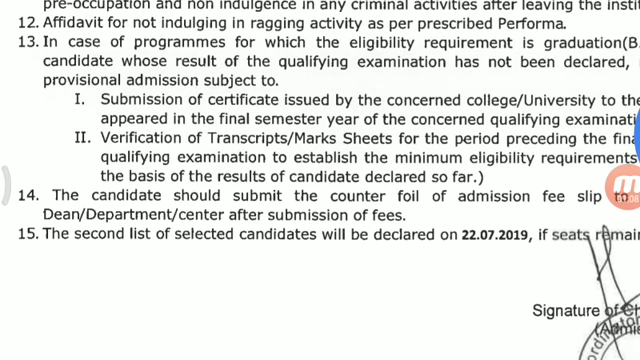 pre-occupation and non indulgence in any criminal activities after leaving the
12. Affidavit for not indulging in ragging activity as per prescribed Performa.
13. In case of programmes for which the eligibility requirement is graduation(B.
candidate whose result of the qualifying examination has not been declared,
provisional admission subject to.
I. Submission of certificate issued by the concerned college/University to the
appeared in the final semester year of the concerned qualifying
II. Verification of Transcripts/Marks Sheets for the period preceding the
qualifying examination to establish the minimum eligibility requirements
the basis of the results of candidate declared so far.)
14. The candidate should submit the counter foil of admission fee slip to
Dean/Department/center after submission of fees.
15. The second list of selected candidates will be declared on 22.07.2019, if seats
Signature of